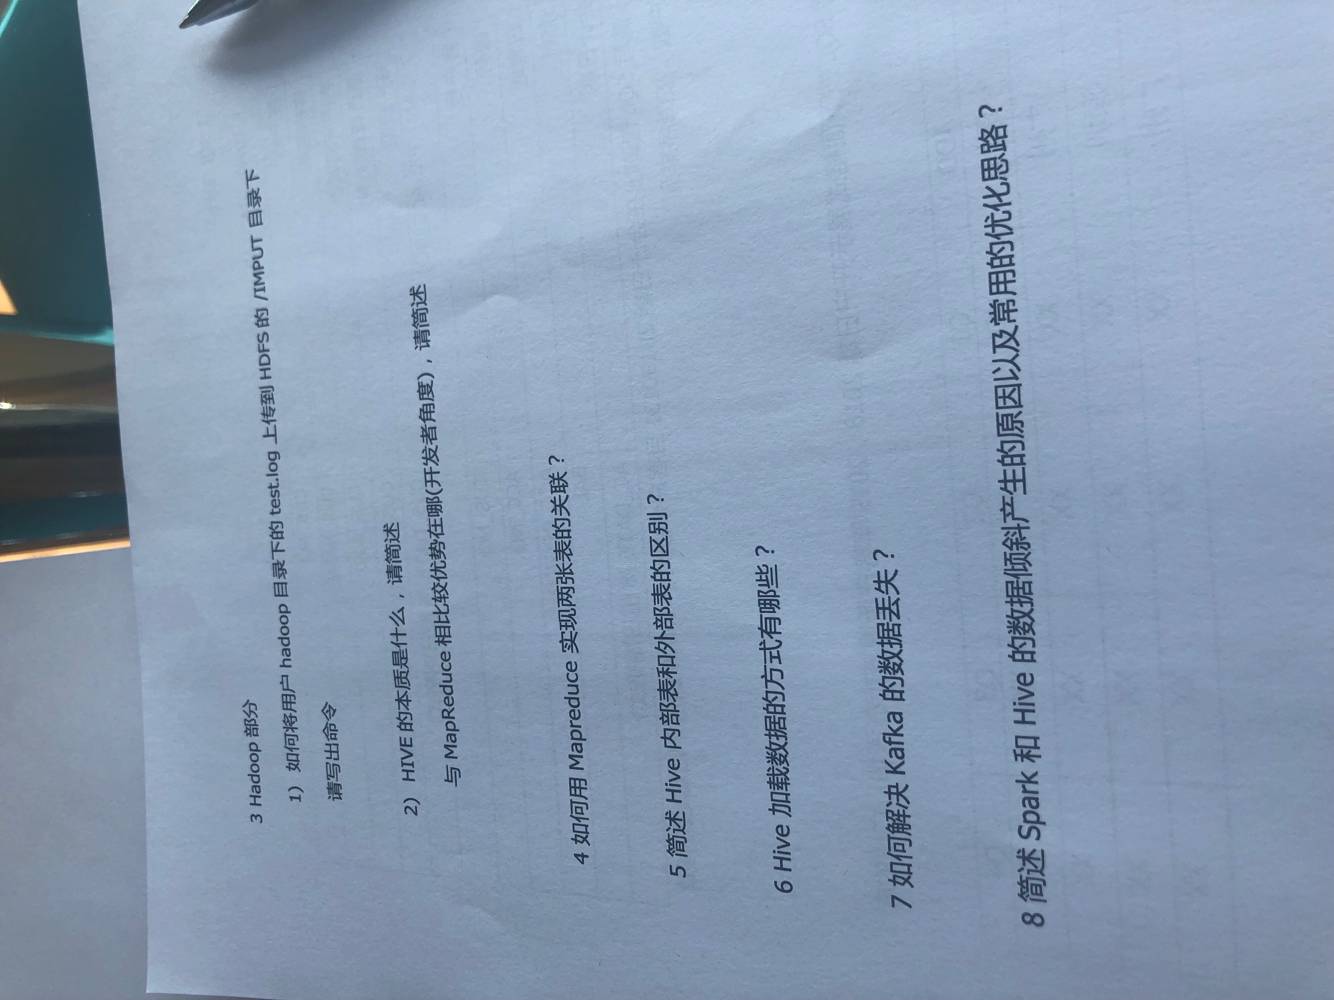 3 Hadoop 部分
1) 如何将用户 hadoop 目录下的 test.log 上传到 HDFS 的 /IMPUT 目录下
请写出命令
2) HIVE 的本质是什么，请简述
与 MapReduce 相比较优势在哪(开发者角度)，请简述
4 如何用 Mapreduce 实现两张表的关联？
5 简述 Hive 内部表和外部表的区别？
6 Hive 加载数据的方式有哪些？
7 如何解决 Kafka 的数据丢失？
8 简述 Spark 和 Hive 的数据倾斜产生的原因以及常用的优化思路？